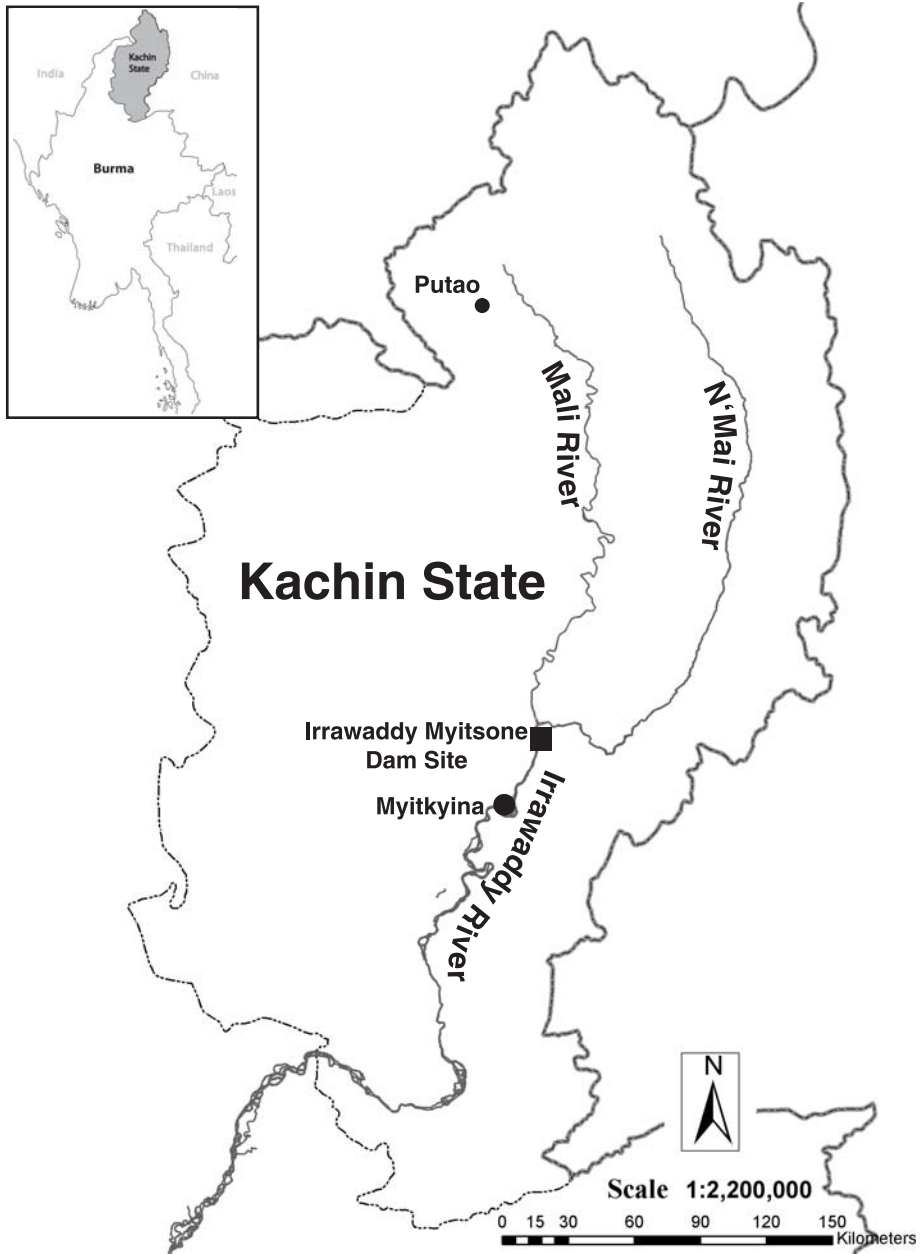 Kachin
State
India
China
Burma
Laos
Thailand
Putao
Mali River
N‘Mai River
Kachin State
Irrawaddy Myitsone
Dam Site
Myitkyina
Irrawaddy River
N
Scale 1:2,200,000
0 15 30 60 90 120 150
Kilometers